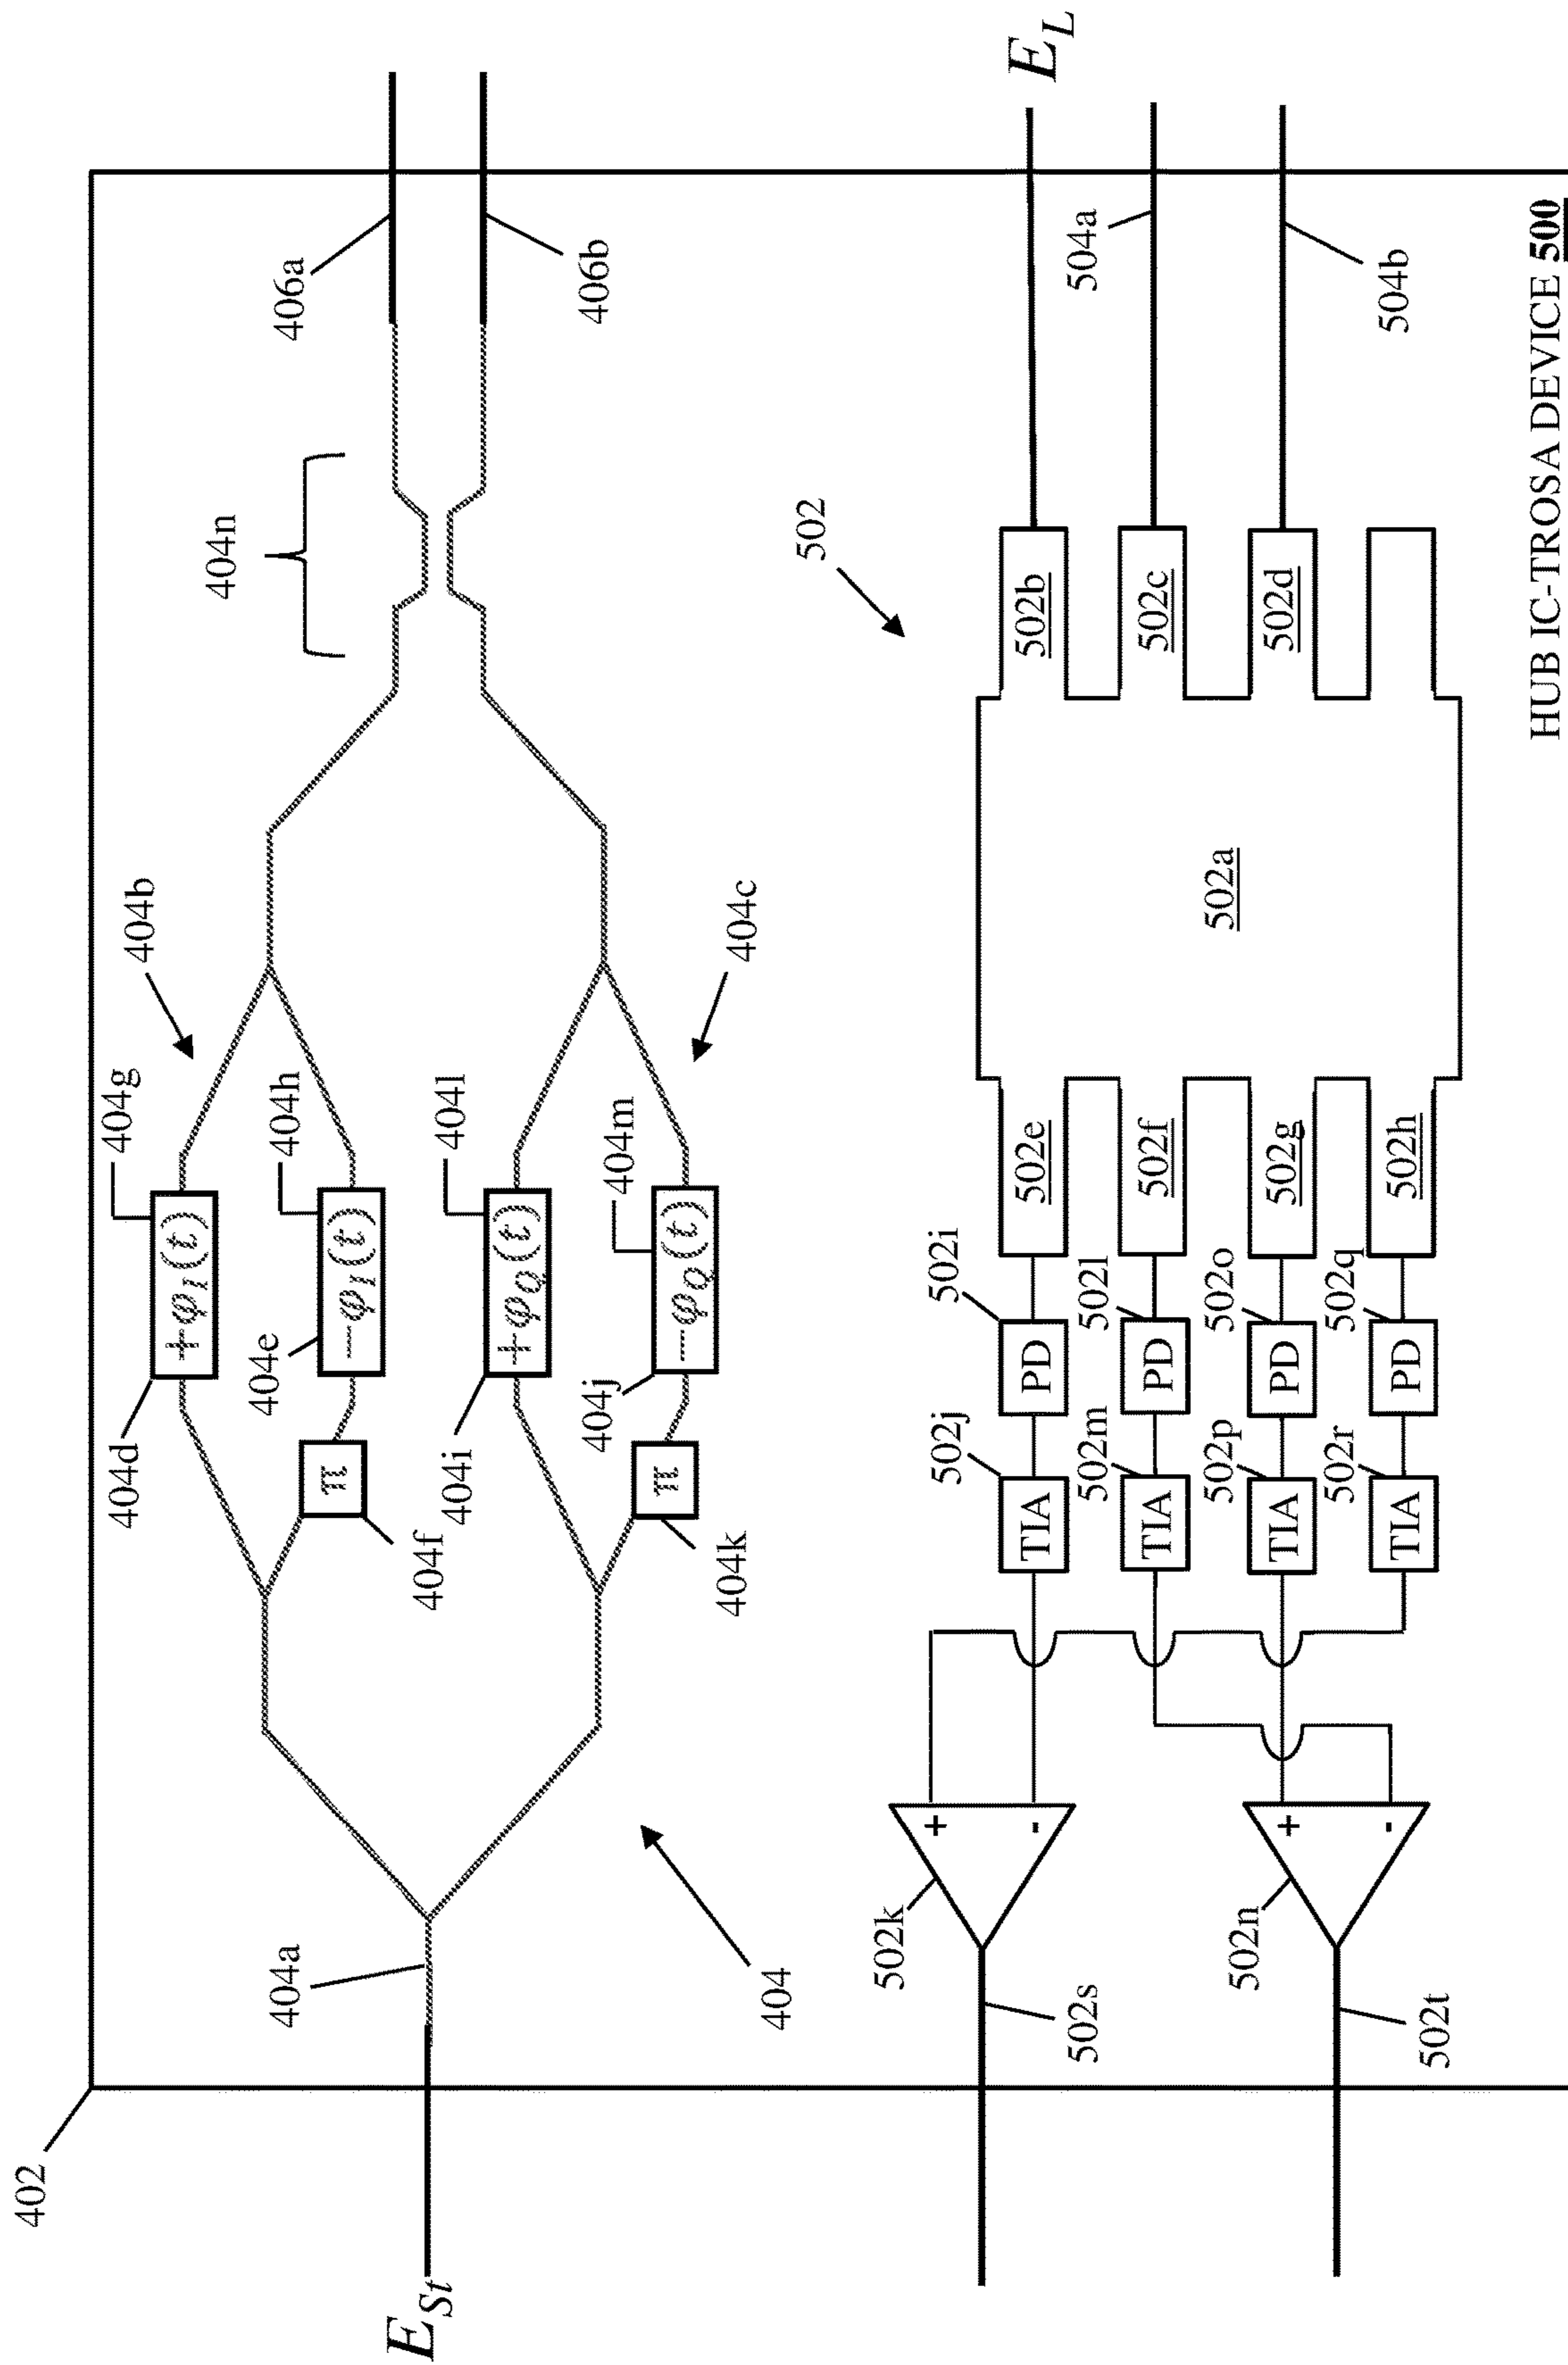 402
E_St
404a
404
404b
404c
404d
404g
+φ_I(t)
404e
404h
−φ_I(t)
π
404f
404i
404l
+φ_Q(t)
404j
404m
−φ_Q(t)
π
404k
404n
406a
406b
502
502a
E_L
502b
504a
502c
504b
502d
502e
502f
502g
502h
502i
PD
502j
TIA
502l
PD
502m
TIA
502o
PD
502p
TIA
502q
PD
502r
TIA
+
-
502k
502s
+
-
502n
502t
HUB IC-TROSA DEVICE 500